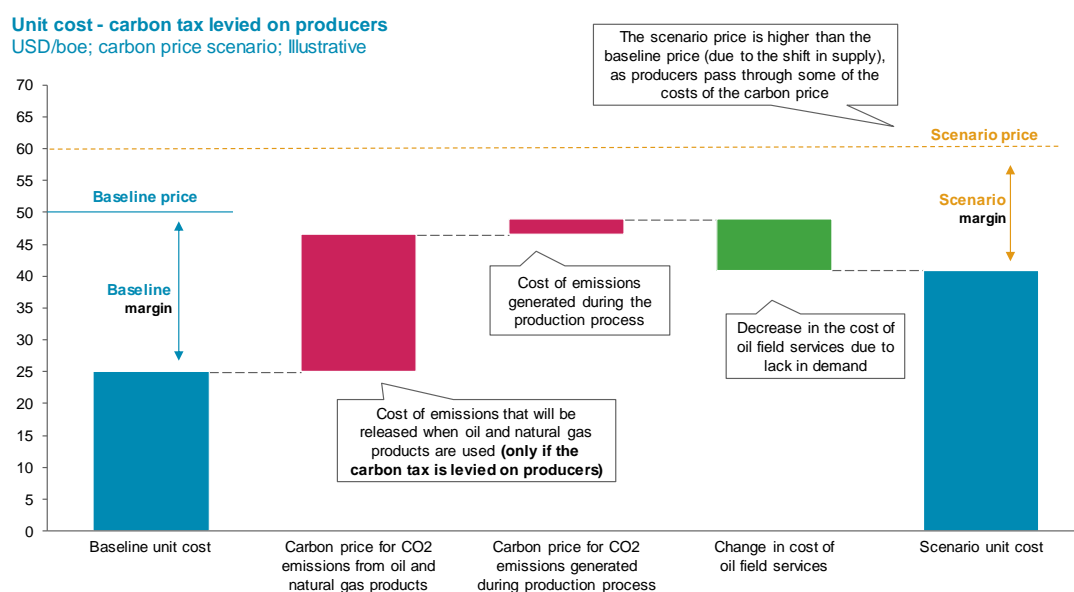 Unit cost - carbon tax levied on producers
USD/boe; carbon price scenario; Illustrative
The scenario price is higher than the
baseline price (due to the shift in supply),
as producers pass through some of the
costs of the carbon price
70
65
60
55
50
45
40
35
30
25
20
15
10
5
0
Scenario price
Baseline price
Scenario
margin
Baseline
margin
Cost of emissions
generated during the
production process
Decrease in the cost of
oil field services due to
lack in demand
Cost of emissions that will be
released when oil and natural gas
products are used (only if the
carbon tax is levied on producers)
Baseline unit cost
Carbon price for CO2
emissions from oil and
natural gas products
Carbon price for CO2
emissions generated
during production process
Change in cost of
oil field services
Scenario unit cost